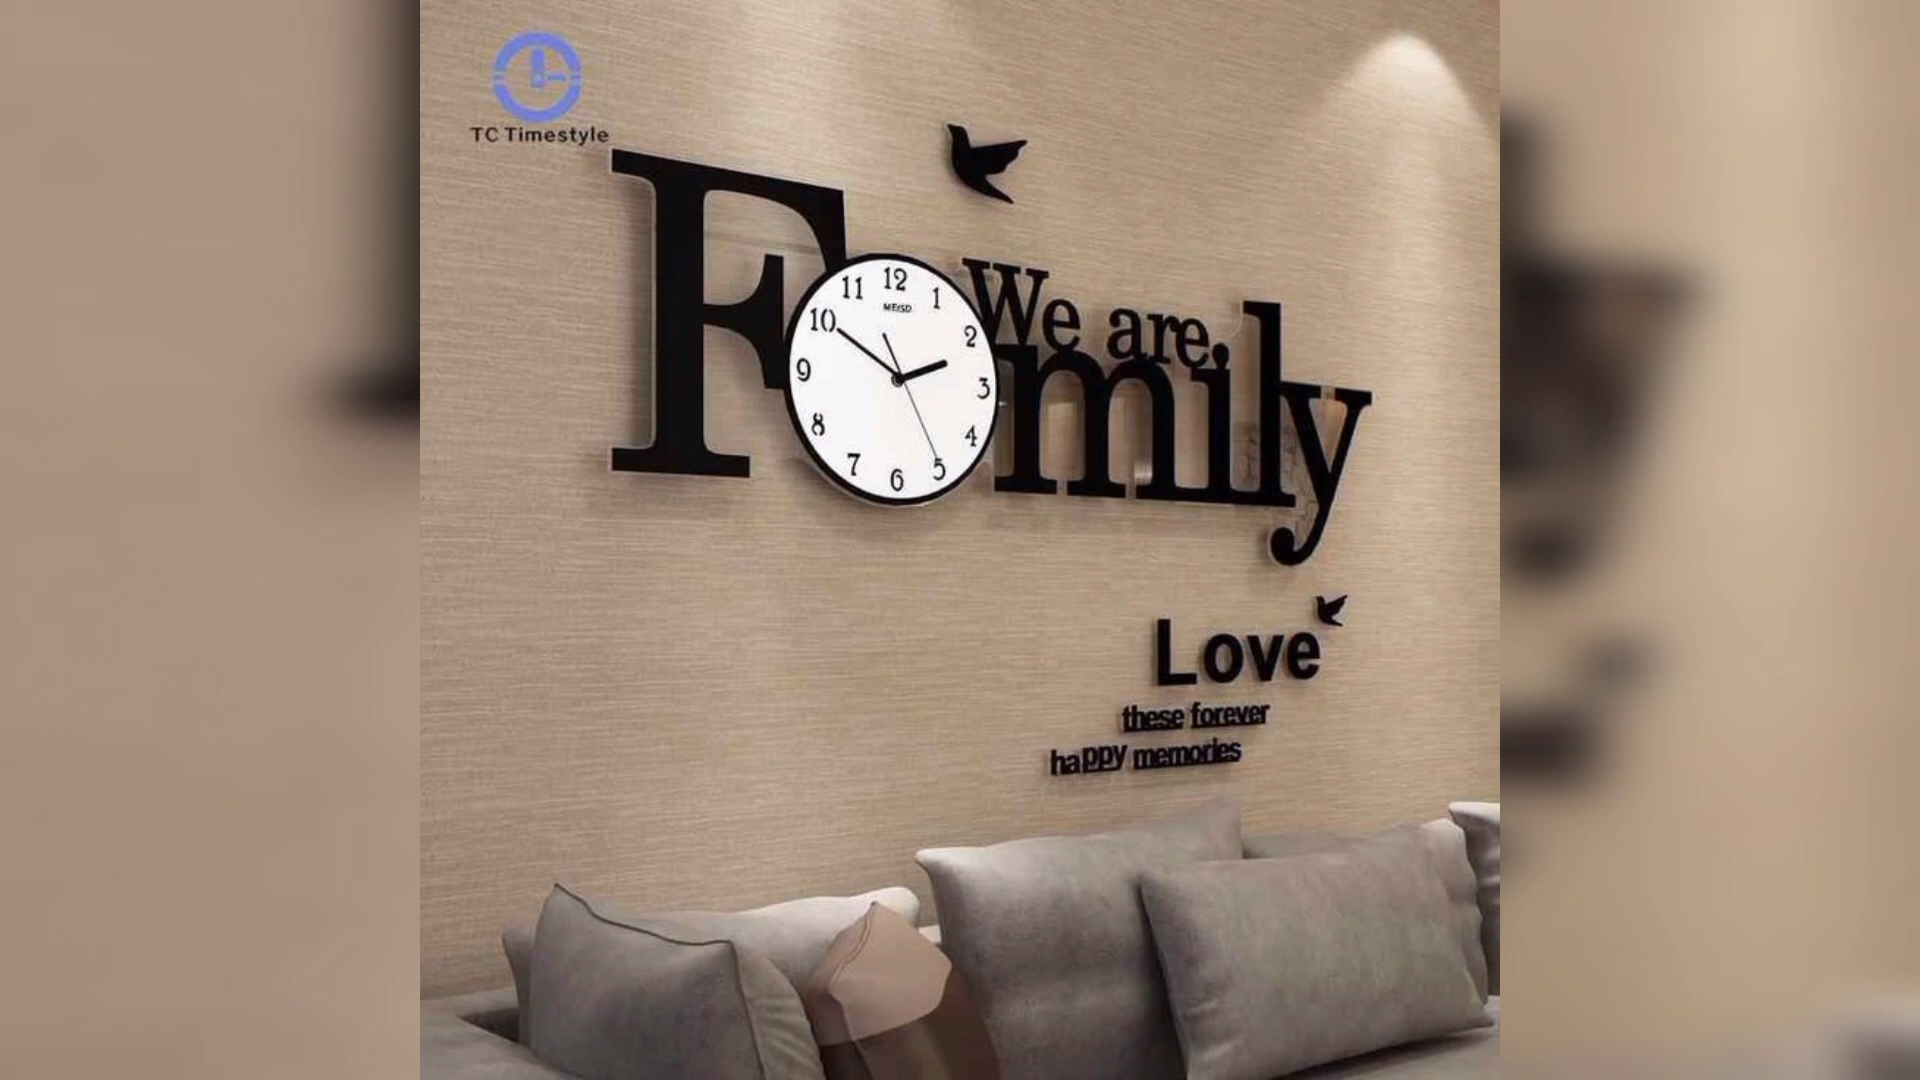 TC Timestyle
We are
Family
11 12 1
10 2
9 3
8 4
7 6 5
MEISD
Love
these forever
happy memories